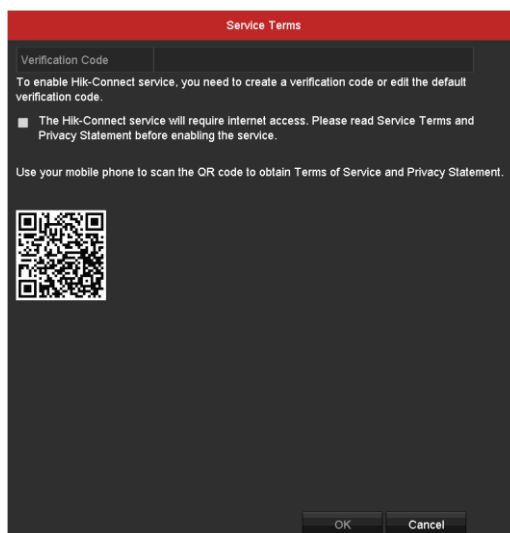 Service Terms
Verification Code
To enable Hik-Connect service, you need to create a verification code or edit the default
verification code.
The Hik-Connect service will require internet access. Please read Service Terms and
Privacy Statement before enabling the service.
Use your mobile phone to scan the QR code to obtain Terms of Service and Privacy Statement.
OK Cancel